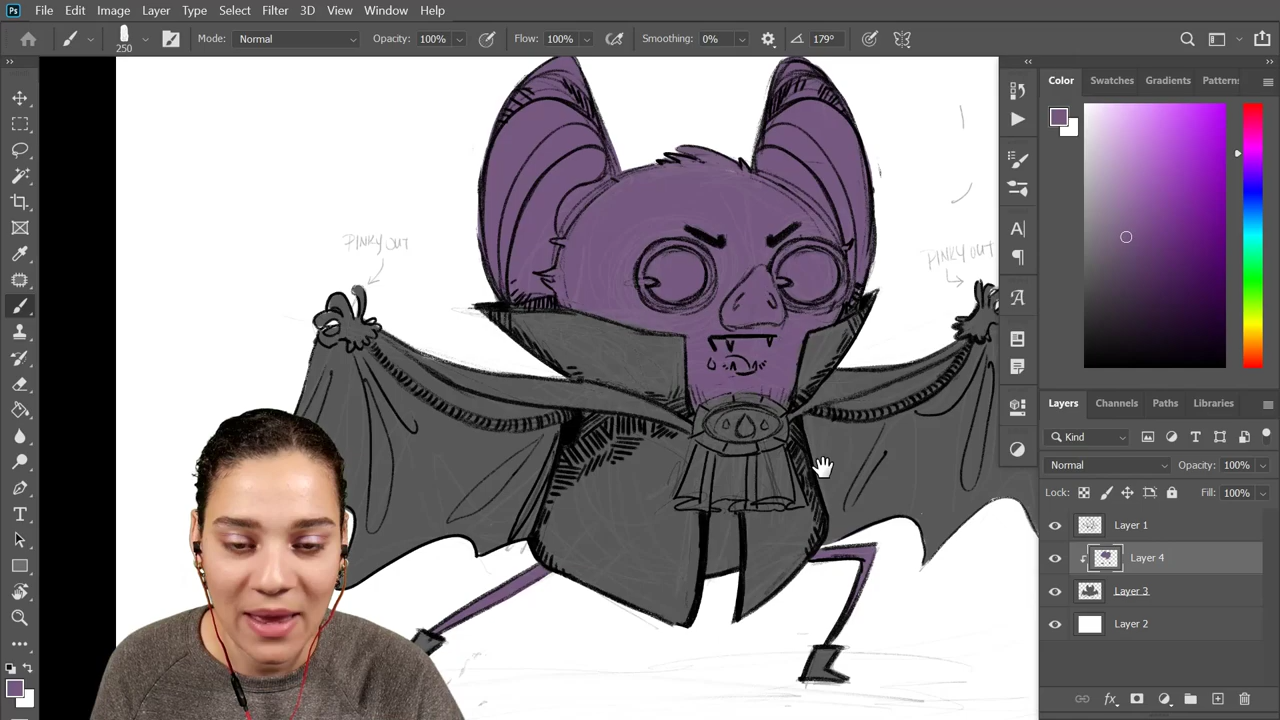 Ps File Edit Image Layer Type Select Filter 3D View Window Help
250 Mode: Normal Opacity: 100% Flow: 100% Smoothing: 0% 179°
Color Swatches Gradients Pattern:
PINKY OUT
PINKY OUT
Layers Channels Paths Libraries
Kind
Normal Opacity: 100%
Lock: Fill: 100%
Layer 1
Layer 4
Layer 3
Layer 2